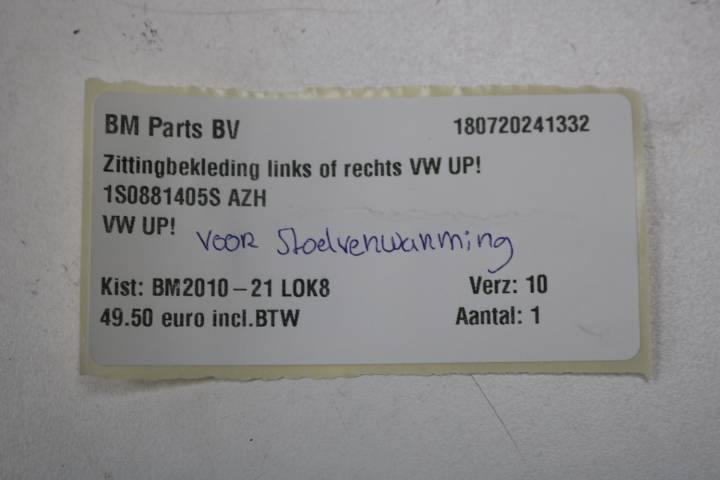 BM Parts BV 180720241332
Zittingbekleding links of rechts VW UP!
1S0881405S AZH
VW UP!
voor stoelverwarming
Kist: BM2010-21 LOK8 Verz: 10
49.50 euro incl.BTW Aantal: 1